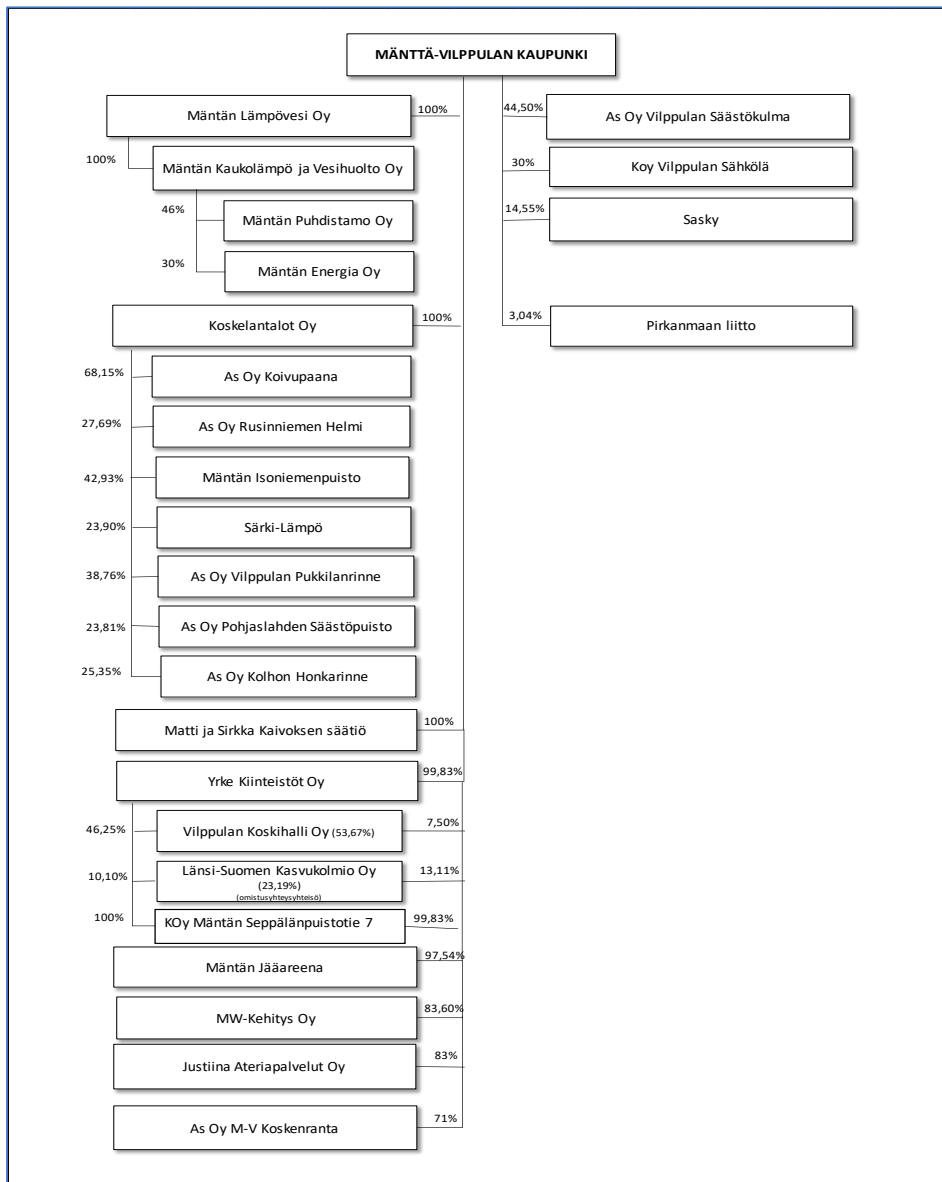 MÄNTTÄ-VILPPULAN KAUPUNKI
Mäntän Lämpövesi Oy
100%
100%
Mäntän Kaukolämpö ja Vesihuolto Oy
46%
Mäntän Puhdistamo Oy
30%
Mäntän Energia Oy
Koskelantalot Oy
100%
68,15%
As Oy Koivupaana
27,69%
As Oy Rusinniemen Helmi
42,93%
Mäntän Isoniemenpuisto
23,90%
Särki-Lämpö
38,76%
As Oy Vilppulan Pukkilanrinne
23,81%
As Oy Pohjaslahden Säästöpuisto
25,35%
As Oy Kolhon Honkarinne
Matti ja Sirkka Kaivoksen säätiö
100%
Yrke Kiinteistöt Oy
99,83%
46,25%
Vilppulan Koskihalli Oy (53,67%)
7,50%
10,10%
Länsi-Suomen Kasvukolmio Oy
(23,19%)
(omistusyhteysyhteisö)
13,11%
100%
KOy Mäntän Seppälänpuistotie 7
99,83%
Mäntän Jääareena
97,54%
MW-Kehitys Oy
83,60%
Justiina Ateriapalvelut Oy
83%
As Oy M-V Koskenranta
71%
44,50%
As Oy Vilppulan Säästökulma
30%
Koy Vilppulan Sähkölä
14,55%
Sasky
3,04%
Pirkanmaan liitto